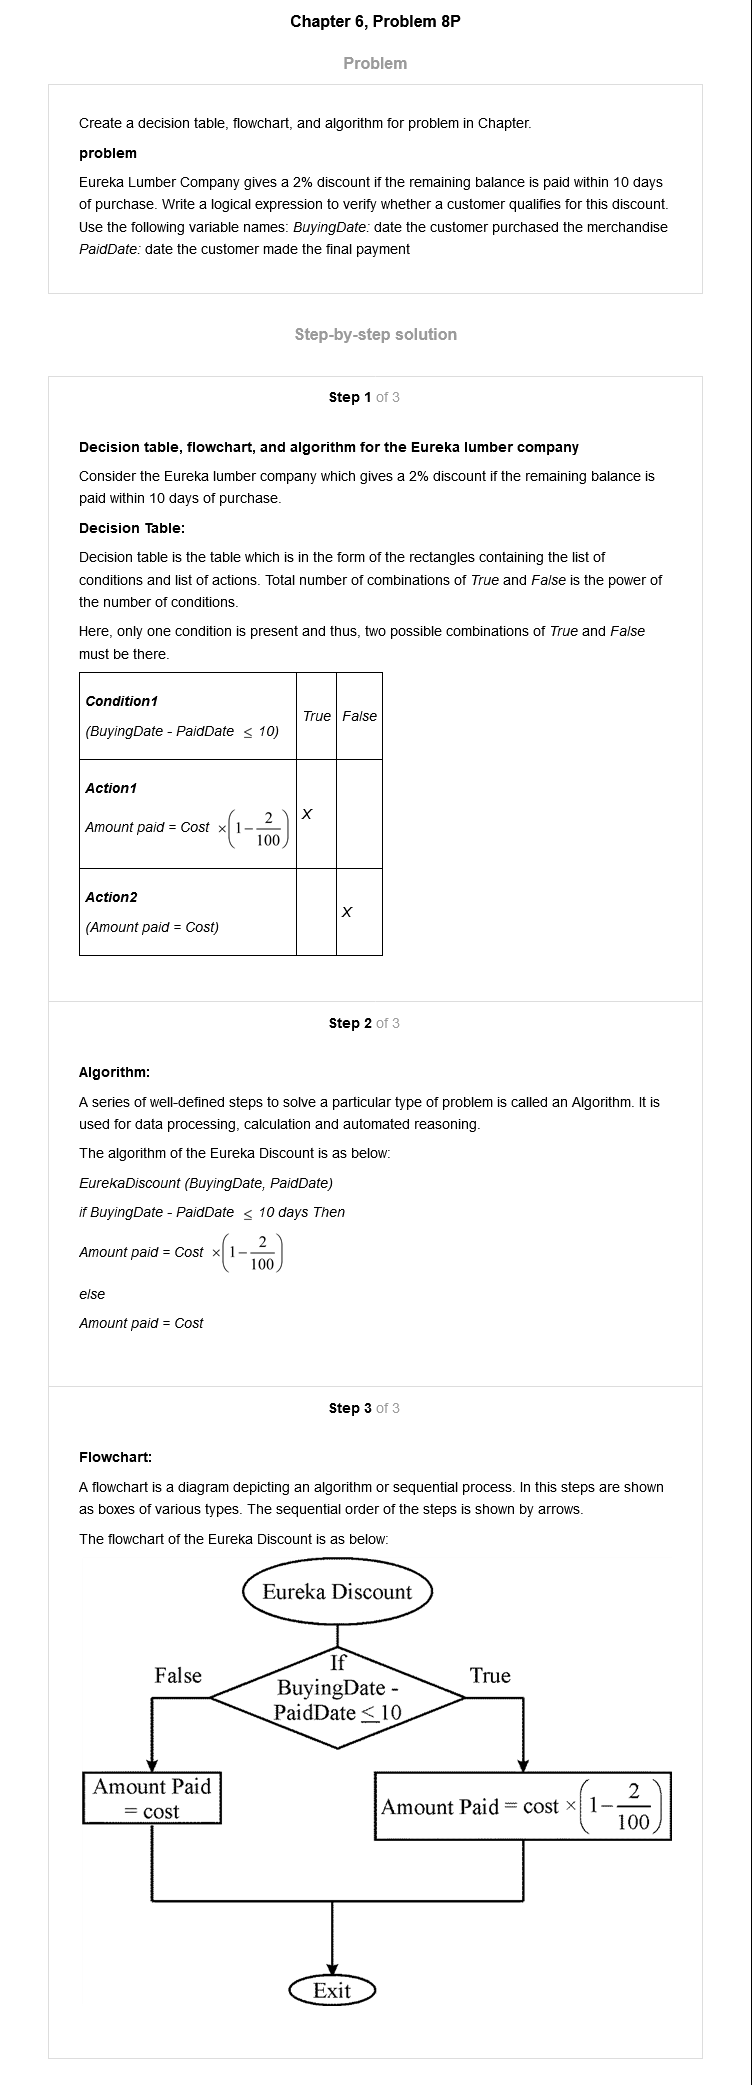 Chapter 6, Problem 8P
Problem
Create a decision table, flowchart, and algorithm for problem in Chapter.
problem
Eureka Lumber Company gives a 2% discount if the remaining balance is paid within 10 days
of purchase. Write a logical expression to verify whether a customer qualifies for this discount.
Use the following variable names: BuyingDate: date the customer purchased the merchandise
PaidDate: date the customer made the final payment
Step-by-step solution
Step 1 of 3
Decision table, flowchart, and algorithm for the Eureka lumber company
Consider the Eureka lumber company which gives a 2% discount if the remaining balance is
paid within 10 days of purchase.
Decision Table:
Decision table is the table which is in the form of the rectangles containing the list of
conditions and list of actions. Total number of combinations of True and False is the power of
the number of conditions.
Here, only one condition is present and thus, two possible combinations of True and False
must be there.
Condition1
(BuyingDate - PaidDate ≤ 10)
True False
Action1
Amount paid = Cost ×(1−2/100)
X
Action2
(Amount paid = Cost)
X
Step 2 of 3
Algorithm:
A series of well-defined steps to solve a particular type of problem is called an Algorithm. It is
used for data processing, calculation and automated reasoning.
The algorithm of the Eureka Discount is as below:
EurekaDiscount (BuyingDate, PaidDate)
if BuyingDate - PaidDate ≤ 10 days Then
Amount paid = Cost ×(1−2/100)
else
Amount paid = Cost
Step 3 of 3
Flowchart:
A flowchart is a diagram depicting an algorithm or sequential process. In this steps are shown
as boxes of various types. The sequential order of the steps is shown by arrows.
The flowchart of the Eureka Discount is as below:
Eureka Discount
If
BuyingDate -
PaidDate ≤ 10
False
True
Amount Paid
= cost
Amount Paid = cost ×(1−2/100)
Exit